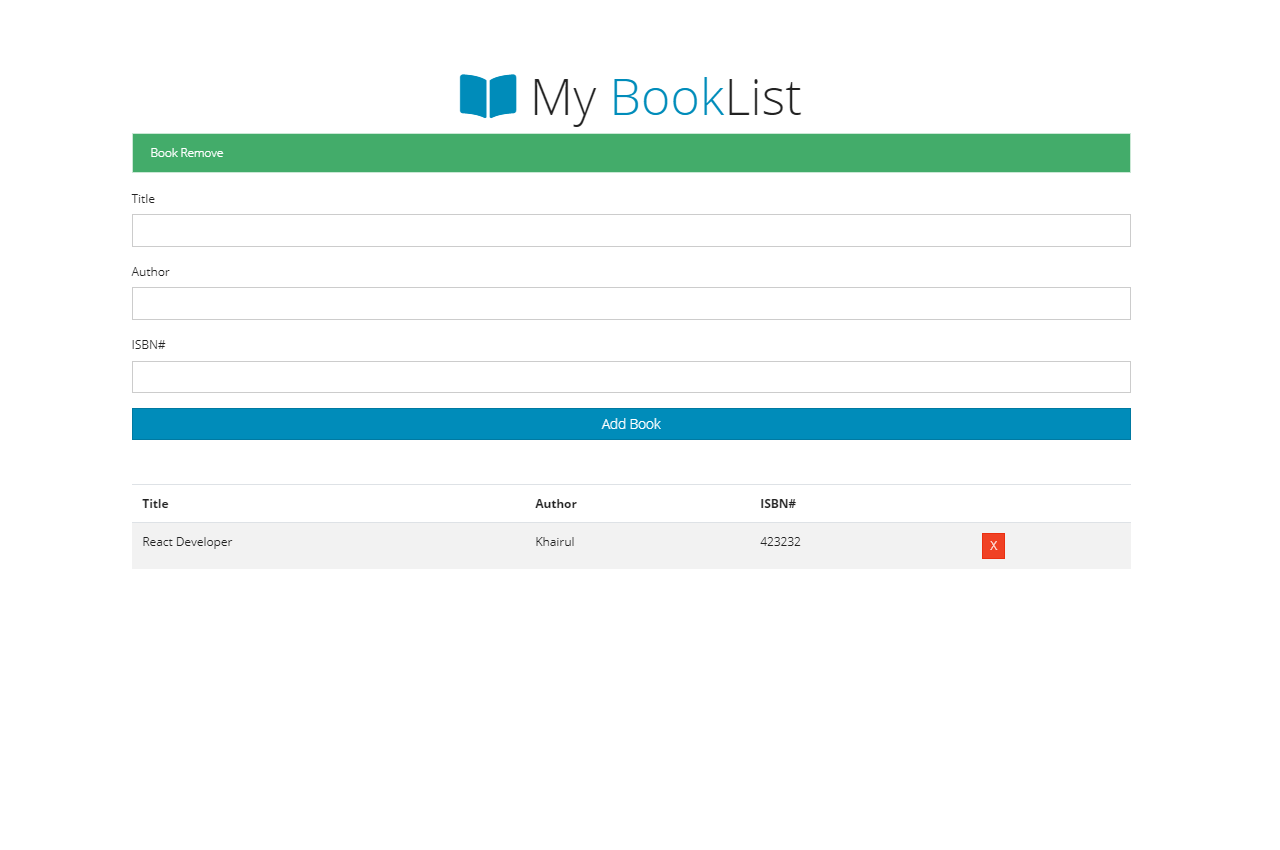 My BookList
Book Remove
Title
Author
ISBN#
Add Book
Title Author ISBN#
React Developer Khairul 423232 X